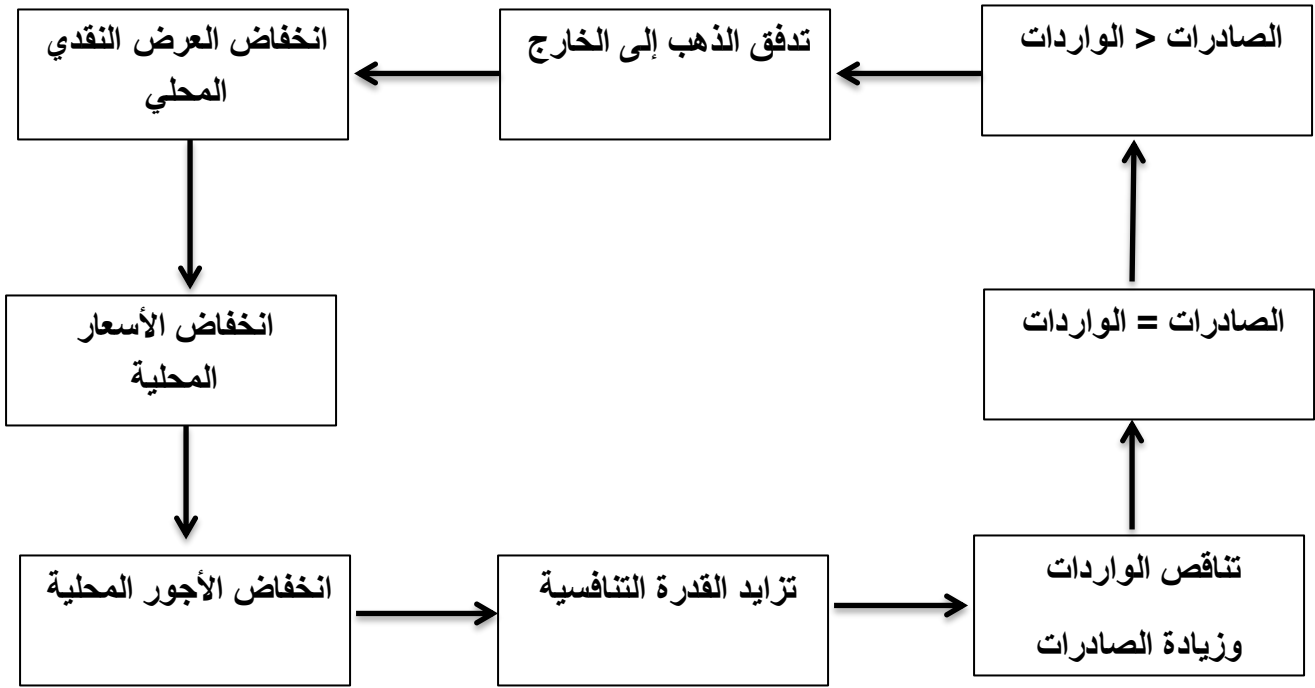 الصادرات < الواردات
تدفق الذهب إلى الخارج
انخفاض العرض النقدي
المحلي
انخفاض الأسعار
المحلية
انخفاض الأجور المحلية
تزايد القدرة التنافسية
تناقص الواردات
وزيادة الصادرات
الصادرات = الواردات